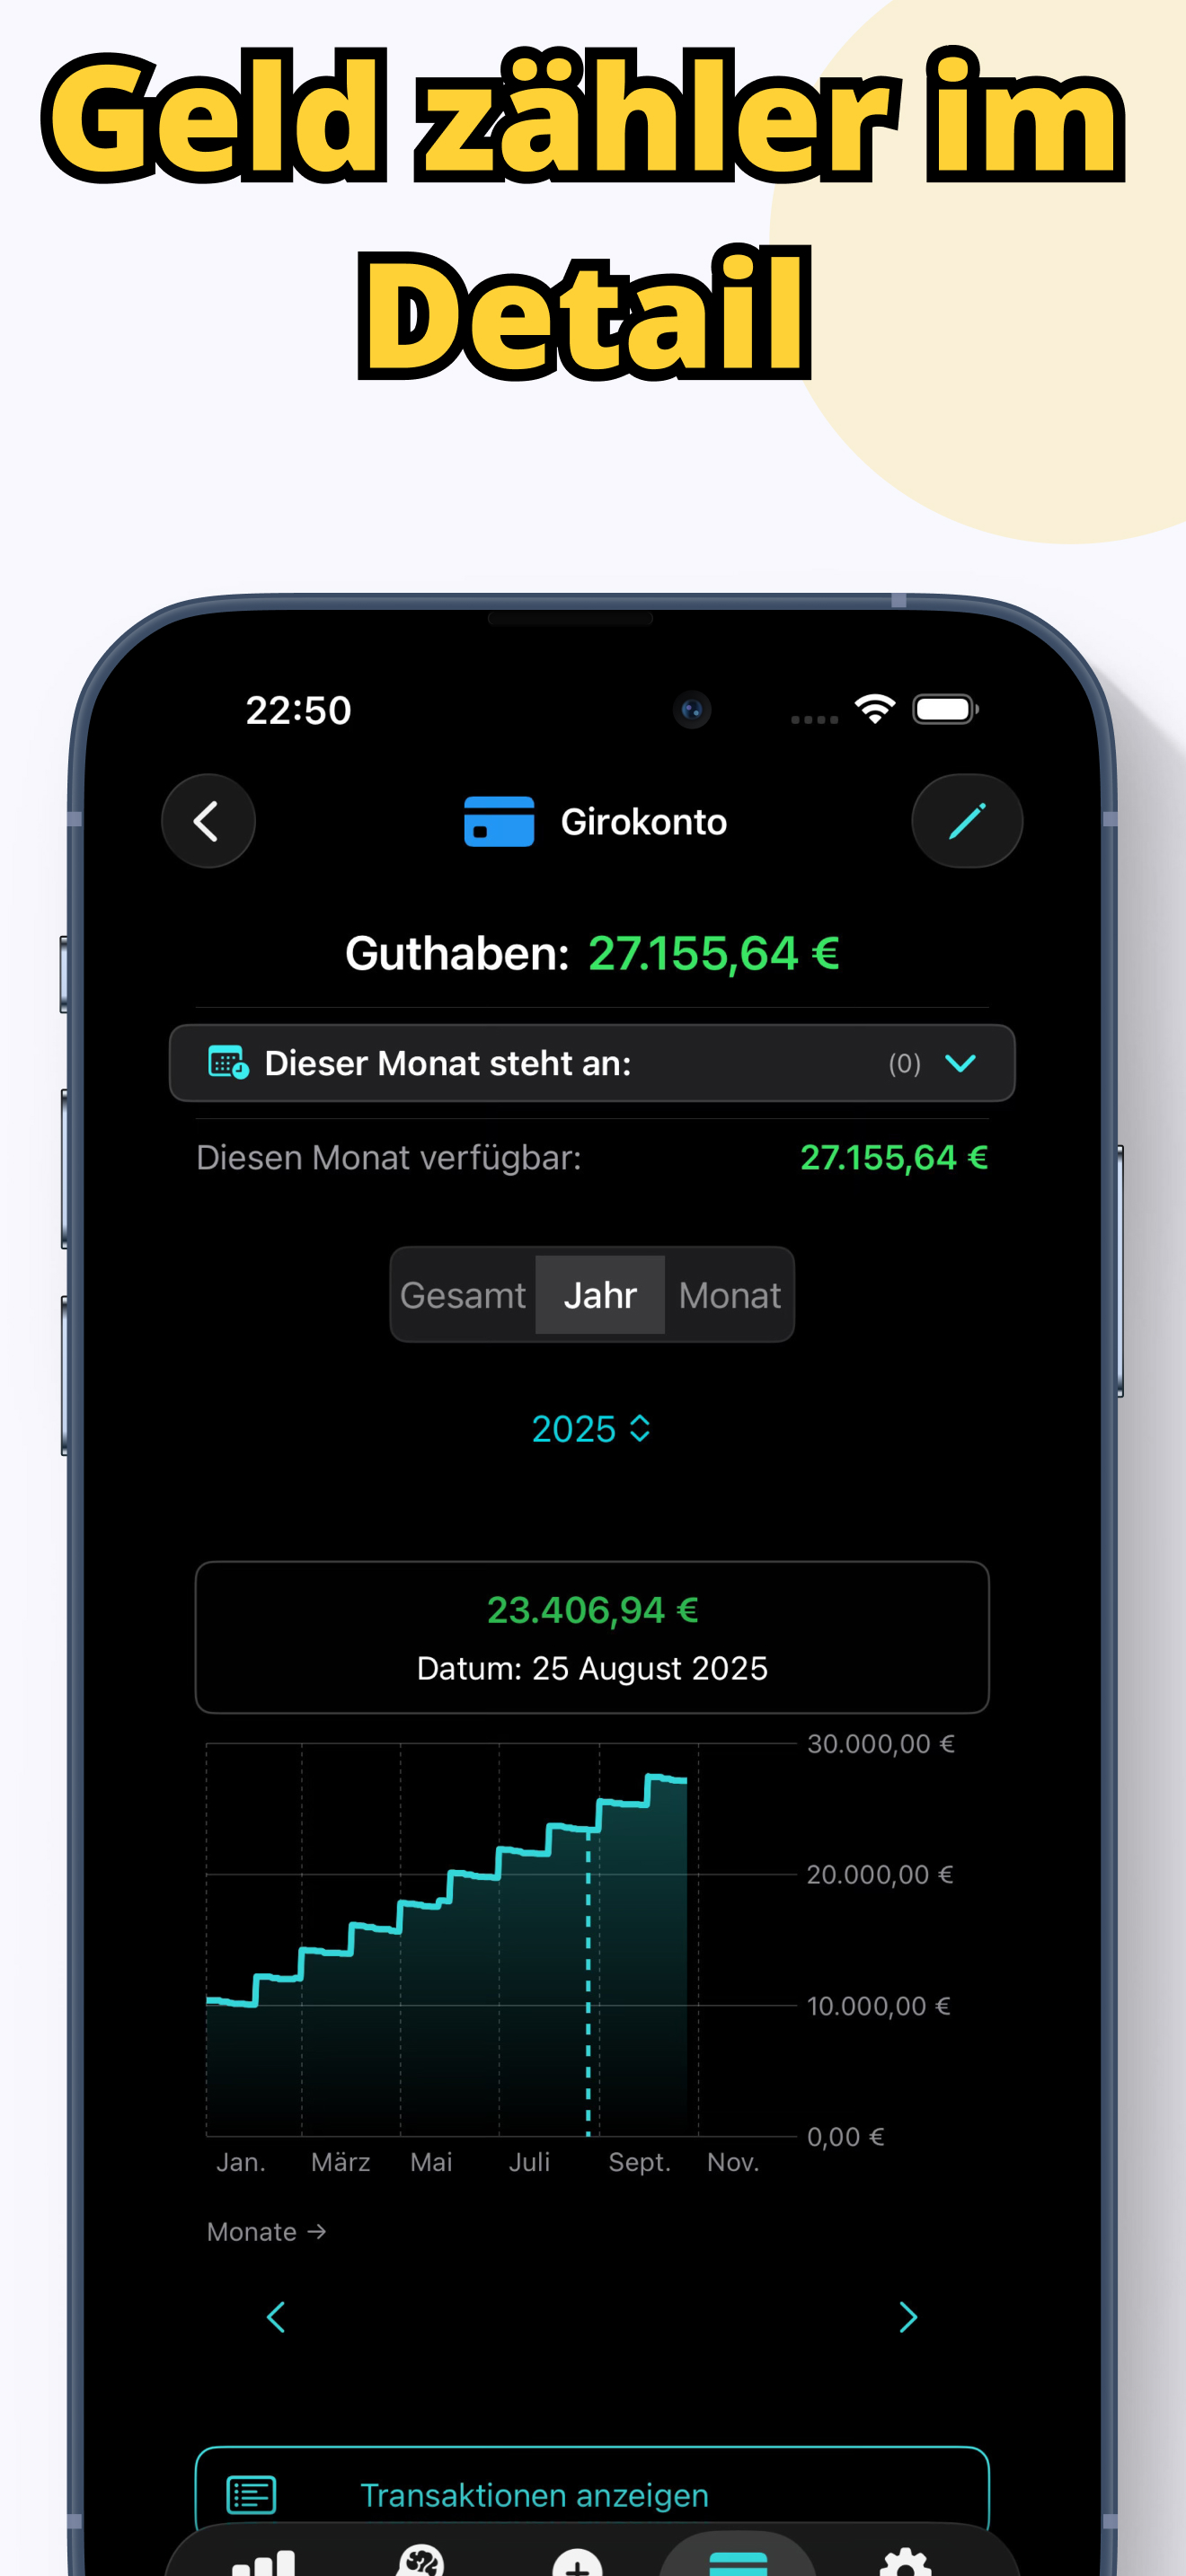 Geld zähler im
Detail
22:50
Girokonto
Guthaben: 27.155,64 €
Dieser Monat steht an: (0)
Diesen Monat verfügbar: 27.155,64 €
Gesamt Jahr Monat
2025
23.406,94 €
Datum: 25 August 2025
30.000,00 €
20.000,00 €
10.000,00 €
0,00 €
Jan. März Mai Juli Sept. Nov.
Monate →
Transaktionen anzeigen